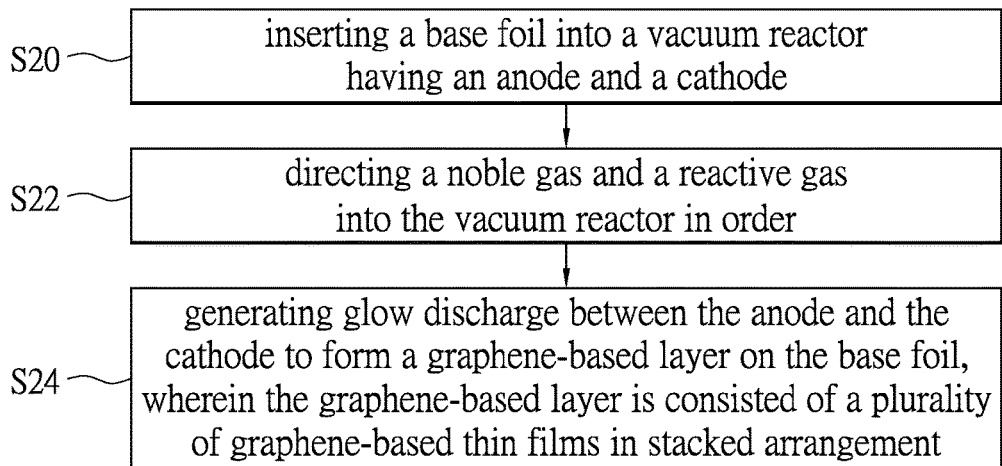 S20
inserting a base foil into a vacuum reactor
having an anode and a cathode
S22
directing a noble gas and a reactive gas
into the vacuum reactor in order
S24
generating glow discharge between the anode and the
cathode to form a graphene-based layer on the base foil,
wherein the graphene-based layer is consisted of a plurality
of graphene-based thin films in stacked arrangement